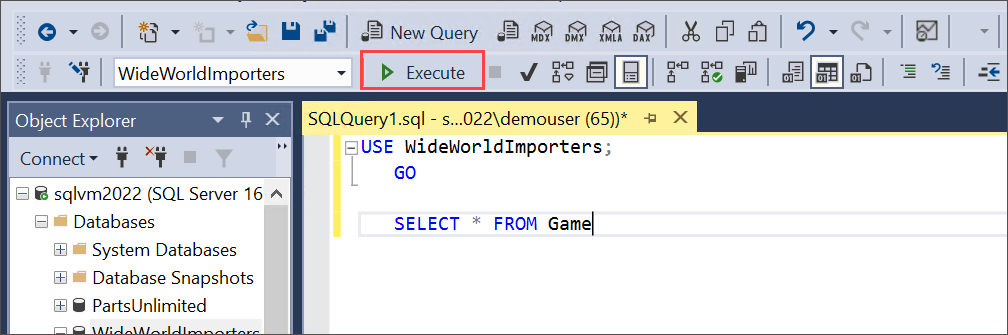 New Query
MDX
DMX
XMLA
DAX
WideWorldImporters
Execute
Object Explorer
SQLQuery1.sql - s...022\demouser (65))*
Connect
USE WideWorldImporters;
GO
SELECT * FROM Game
sqlvm2022 (SQL Server 16
Databases
System Databases
Database Snapshots
PartsUnlimited
WideWorldImporters